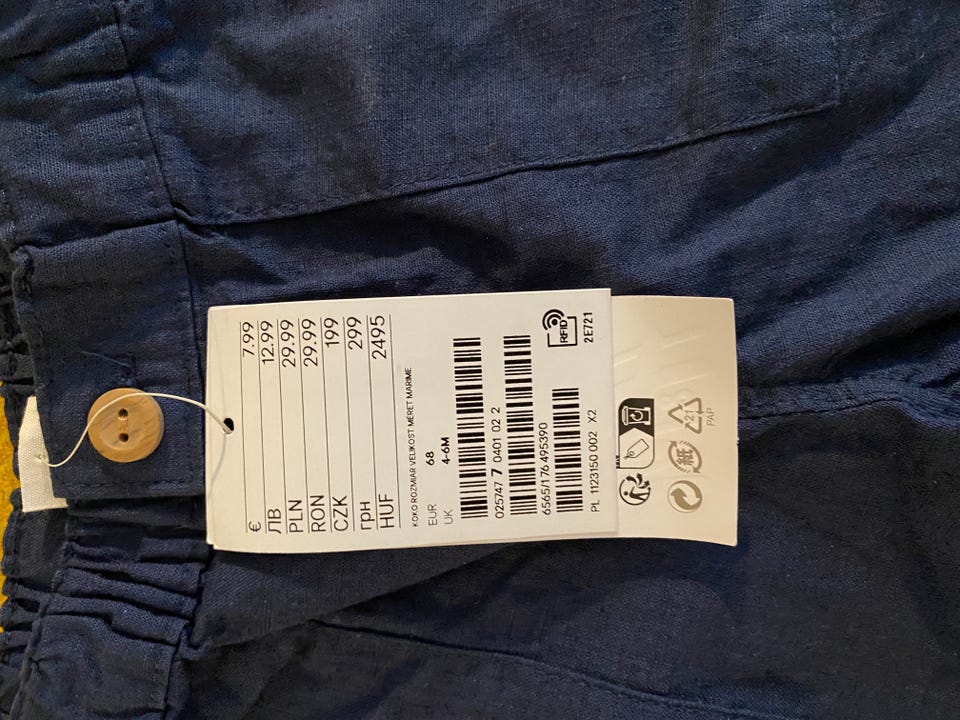 € 7.99
ЛВ 12.99
PLN 29.99
RON 29.99
CZK 199
грн 299
HUF 2495
KOKO ROZMIAR VELIKOST MÉRET MARIME
EUR 68
UK 4-6M
025747 7 0401 02 2
6565/176 495390
PL 1123150 002 X2
RFID
2E721
21
PAP
紙